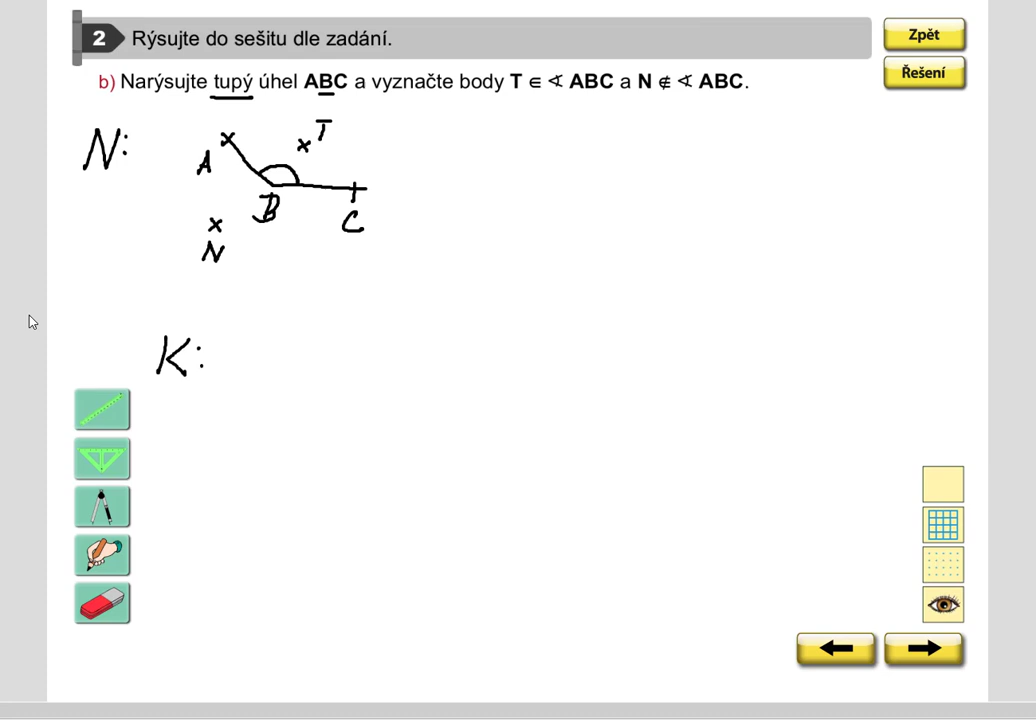 2 Rýsujte do sešitu dle zadání.
Zpět
Řešení
b) Narýsujte tupý úhel ABC a vyznačte body T ∈ ∢ ABC a N ∉ ∢ ABC.
N:
T
A
B
C
N
K: